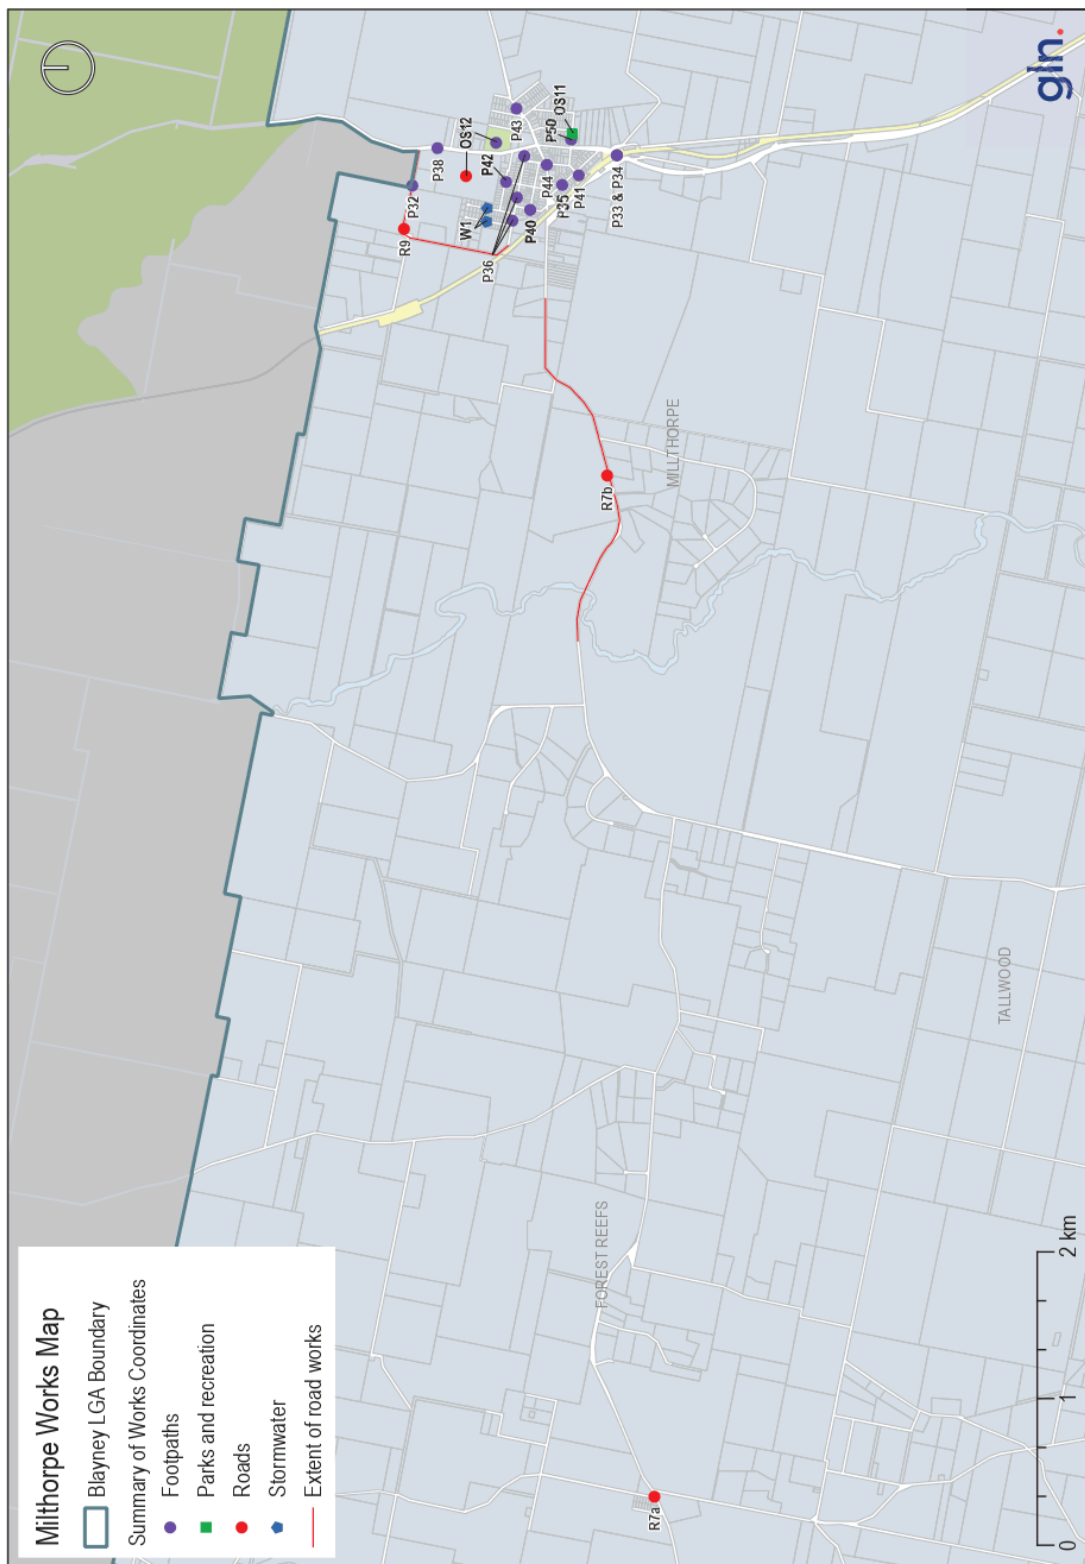 Milthorpe Works Map
Blayney LGA Boundary
Summary of Works Coordinates
Footpaths
Parks and recreation
Roads
Stormwater
Extent of road works
R7a
FOREST REEFS
TALLWOOD
R7b
MILLTHORPE
R9
P32
P38
OS12
W1
P42
P36
P43
P40
P44
P50
OS11
P35
P41
P33 & P34
0
1
2 km
gln.